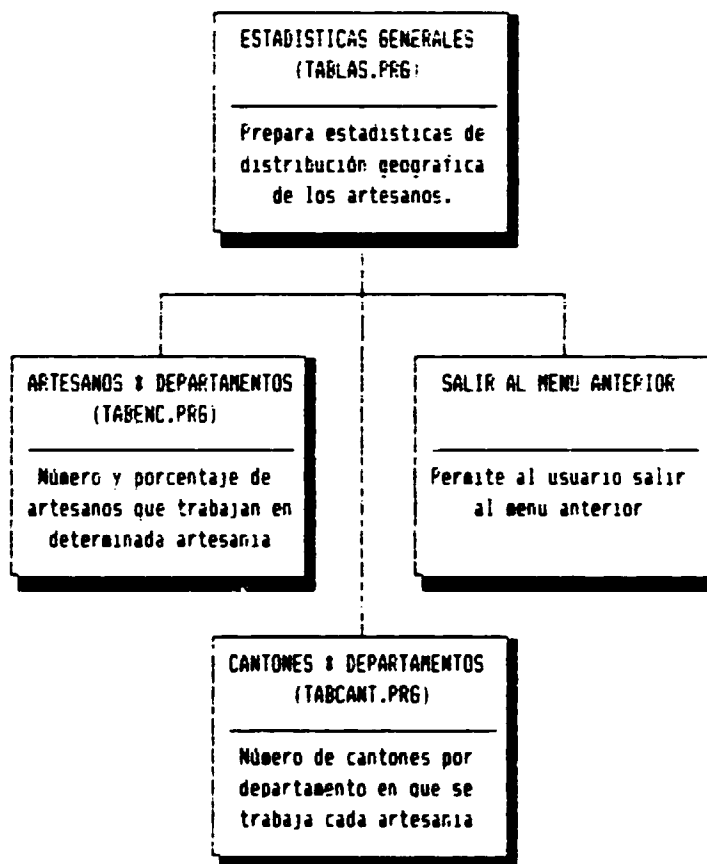 ESTADISTICAS GENERALES
(TABLAS.PRG)
Prepara estadisticas de
distribución geografica
de los artesanos.
ARTESANOS * DEPARTAMENTOS
(TABENC.PRG)
Número y porcentaje de
artesanos que trabajan en
determinada artesania
SALIR AL MENU ANTERIOR
Permite al usuario salir
al menu anterior
CANTONES * DEPARTAMENTOS
(TABCANT.PRG)
Número de cantones por
departamento en que se
trabaja cada artesania